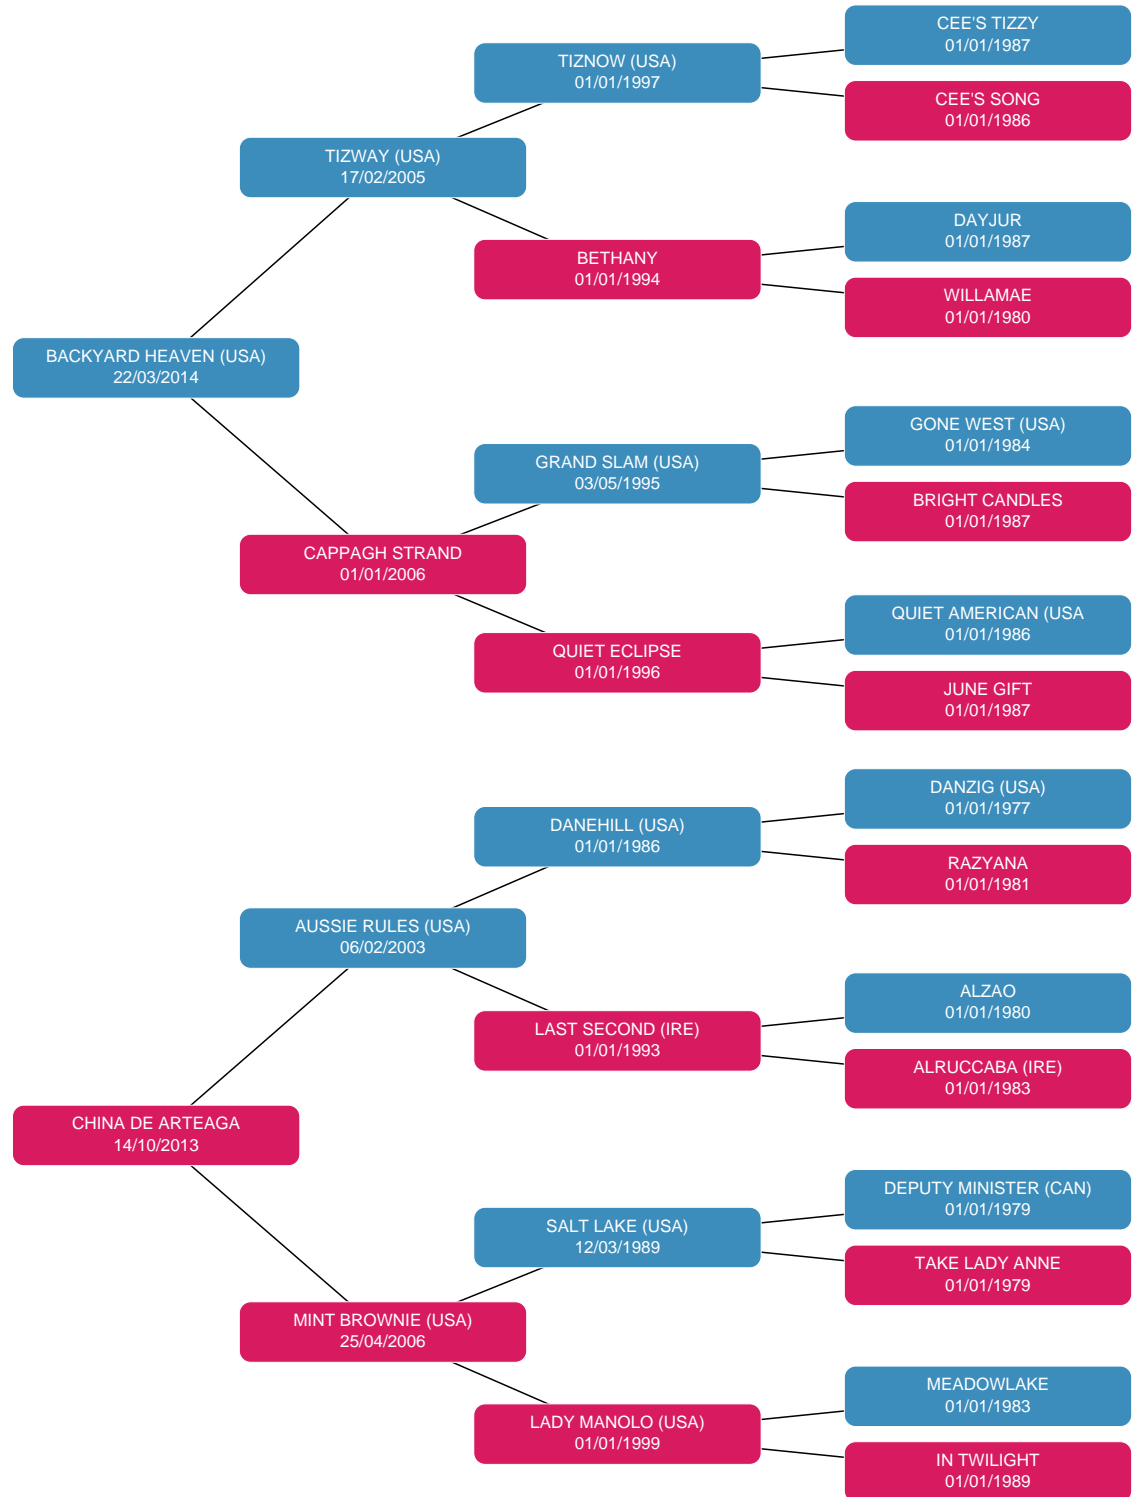 CEE'S TIZZY
01/01/1987
TIZNOW (USA)
01/01/1997
CEE'S SONG
01/01/1986
TIZWAY (USA)
17/02/2005
DAYJUR
01/01/1987
BETHANY
01/01/1994
WILLAMAE
01/01/1980
BACKYARD HEAVEN (USA)
22/03/2014
GONE WEST (USA)
01/01/1984
GRAND SLAM (USA)
03/05/1995
BRIGHT CANDLES
01/01/1987
CAPPAGH STRAND
01/01/2006
QUIET AMERICAN (USA
01/01/1986
QUIET ECLIPSE
01/01/1996
JUNE GIFT
01/01/1987
DANZIG (USA)
01/01/1977
DANEHILL (USA)
01/01/1986
RAZYANA
01/01/1981
AUSSIE RULES (USA)
06/02/2003
ALZAO
01/01/1980
LAST SECOND (IRE)
01/01/1993
ALRUCCABA (IRE)
01/01/1983
CHINA DE ARTEAGA
14/10/2013
DEPUTY MINISTER (CAN)
01/01/1979
SALT LAKE (USA)
12/03/1989
TAKE LADY ANNE
01/01/1979
MINT BROWNIE (USA)
25/04/2006
MEADOWLAKE
01/01/1983
LADY MANOLO (USA)
01/01/1999
IN TWILIGHT
01/01/1989